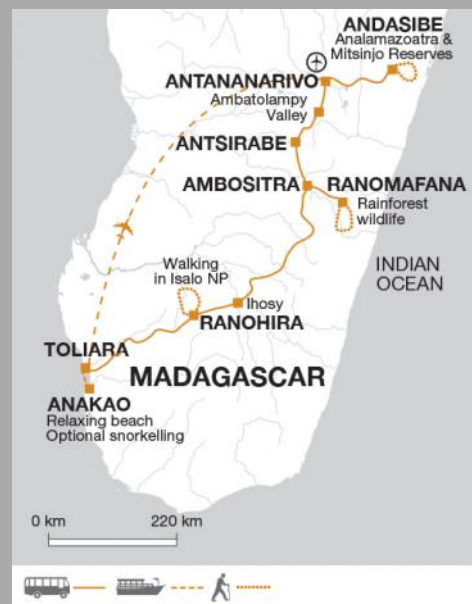 ANDASIBE
Analamazoatra &
Mitsinjo Reserves
ANTANANARIVO
Ambatolampy
Valley
ANTSIRABE
AMBOSITRA
RANOMAFANA
Rainforest
wildlife
INDIAN
OCEAN
Walking
in Isalo NP
Ihosy
RANOHIRA
TOLIARA
MADAGASCAR
ANAKAO
Relaxing beach
Optional snorkelling
0 km
220 km